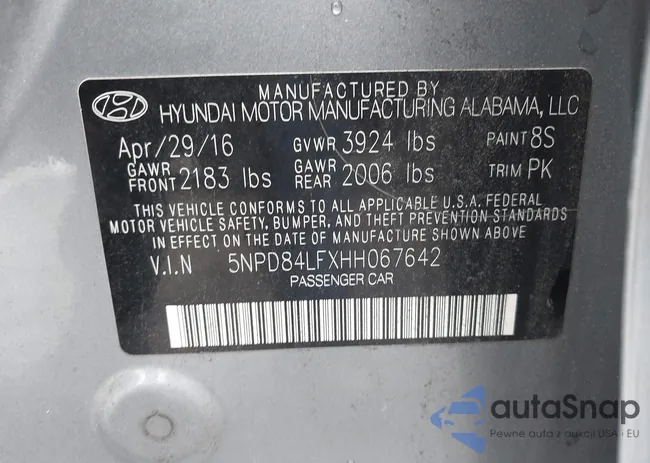 MANUFACTURED BY
HYUNDAI MOTOR MANUFACTURING ALABAMA, LLC
Apr/29/16 GVWR 3924 lbs PAINT 8S
GAWR FRONT 2183 lbs GAWR REAR 2006 lbs TRIM PK
THIS VEHICLE CONFORMS TO ALL APPLICABLE U.S.A. FEDERAL
MOTOR VEHICLE SAFETY, BUMPER, AND THEFT PREVENTION STANDARDS
IN EFFECT ON THE DATE OF MANUFACTURE SHOWN ABOVE
V.I.N 5NPD84LFXHH067642
PASSENGER CAR
autaSnap
Pewne auta z aukcji USA i EU